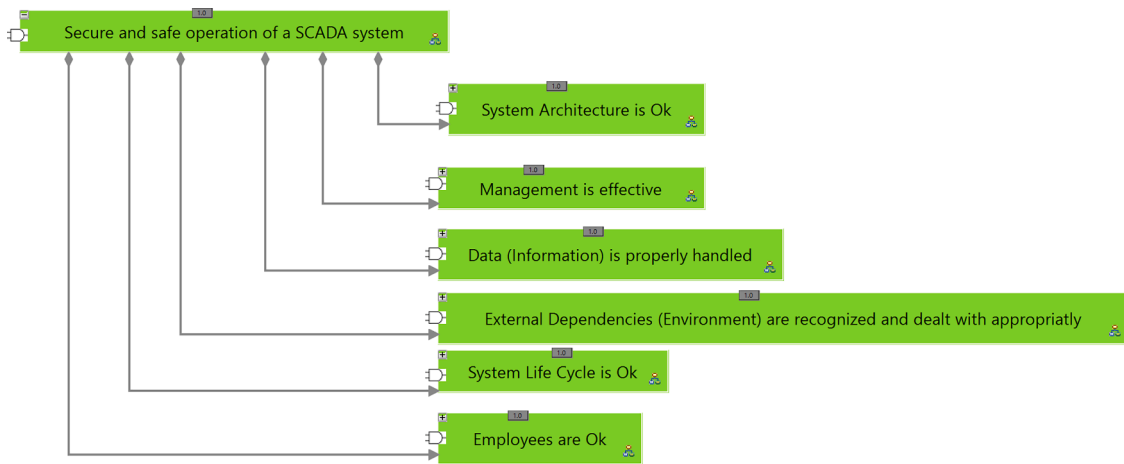 1.0
Secure and safe operation of a SCADA system
1.0
System Architecture is Ok
1.0
Management is effective
1.0
Data (Information) is properly handled
1.0
External Dependencies (Environment) are recognized and dealt with appropriatly
1.0
System Life Cycle is Ok
1.0
Employees are Ok